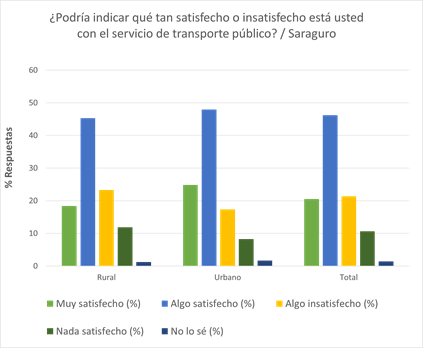 ¿Podría indicar qué tan satisfecho o insatisfecho está usted
con el servicio de transporte público? / Saraguro
60
50
40
30
20
10
0
% Respuestas
Rural
Urbano
Total
Muy satisfecho (%)
Algo satisfecho (%)
Algo insatisfecho (%)
Nada satisfecho (%)
No lo sé (%)